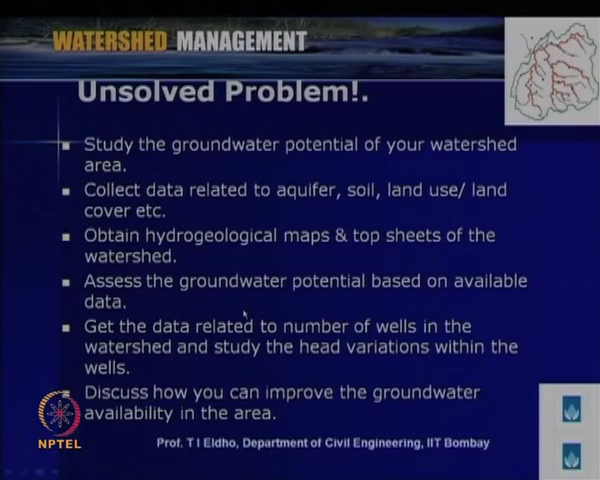 WATERSHED MANAGEMENT
Unsolved Problem!.
Study the groundwater potential of your watershed
area.
Collect data related to aquifer, soil, land use/ land
cover etc.
Obtain hydrogeological maps & top sheets of the
watershed.
Assess the groundwater potential based on available
data.
Get the data related to number of wells in the
watershed and study the head variations within the
wells.
Discuss how you can improve the groundwater
availability in the area.
NPTEL
Prof. T I Eldho, Department of Civil Engineering, IIT Bombay